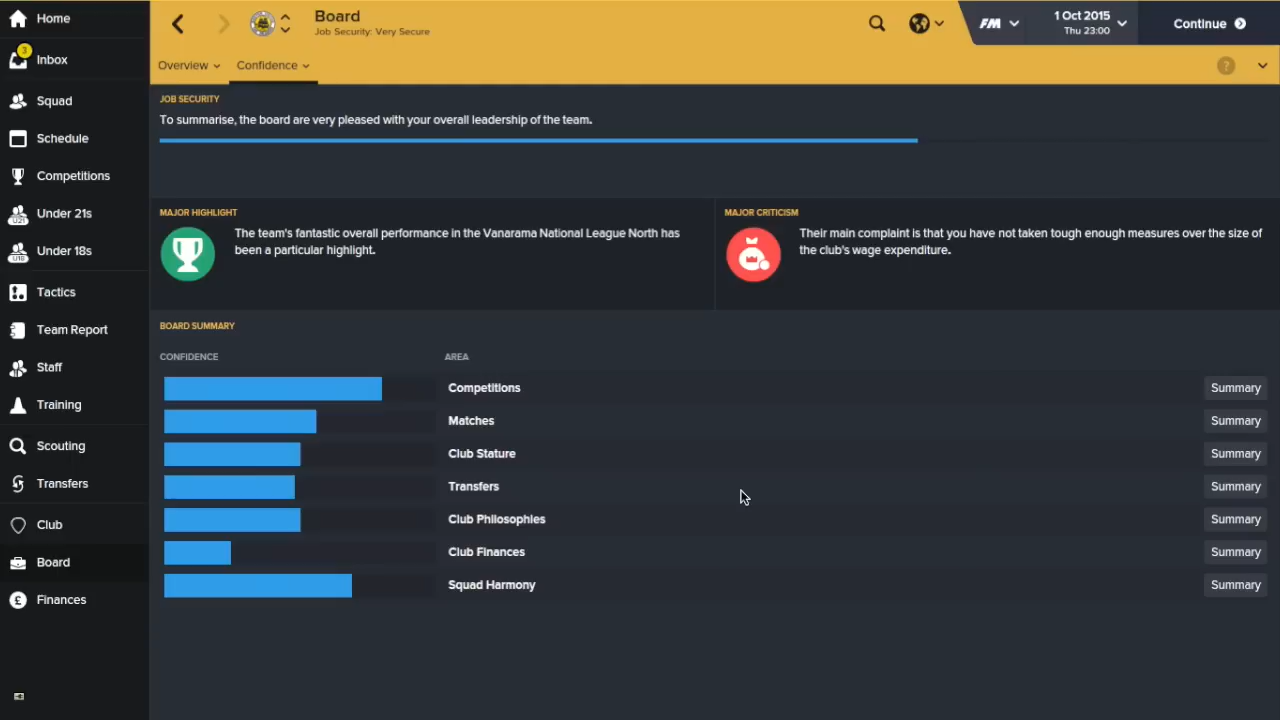 Home
3
Inbox
Squad
Schedule
Competitions
U21
Under 21s
U18
Under 18s
Tactics
Team Report
Staff
Training
Scouting
Transfers
Club
Board
£ Finances
Board
Job Security: Very Secure
FM
1 Oct 2015
Thu 23:00
Continue
Overview
Confidence
?
JOB SECURITY
To summarise, the board are very pleased with your overall leadership of the team.
MAJOR HIGHLIGHT
The team's fantastic overall performance in the Vanarama National League North has
been a particular highlight.
MAJOR CRITICISM
Their main complaint is that you have not taken tough enough measures over the size of
the club's wage expenditure.
BOARD SUMMARY
CONFIDENCE AREA
Competitions Summary
Matches Summary
Club Stature Summary
Transfers Summary
Club Philosophies Summary
Club Finances Summary
Squad Harmony Summary